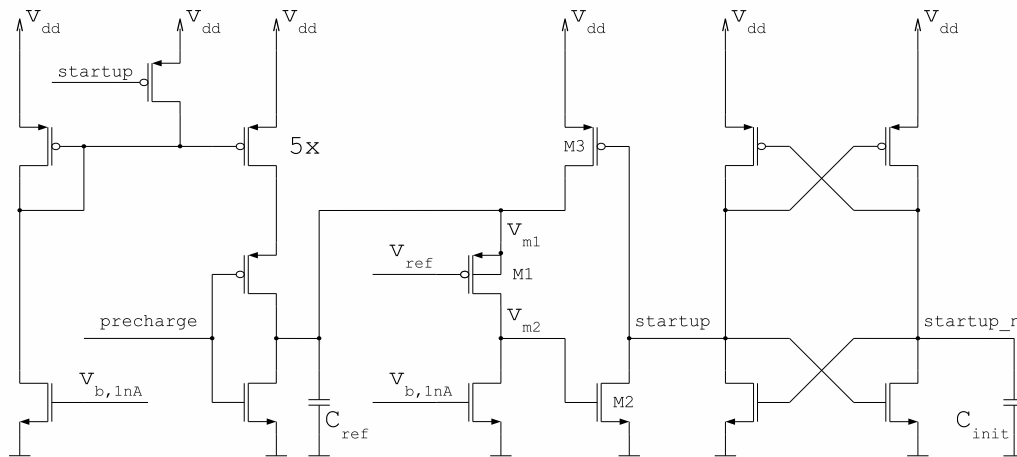 Vdd
Vdd
Vdd
Vdd
Vdd
Vdd
startup
5x
M3
Vm1
Vref
M1
precharge
Vm2
startup
startup_n
Vb,1nA
Vb,1nA
M2
Cref
Cinit